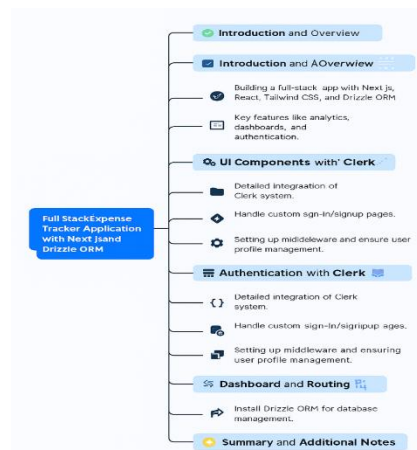 Introduction and Overview
Introduction and AOverwiew
Building a full-stack app with Next js,
React, Tailwind CSS, and Drizzle ORM
Key features like analytics,
dashboards, and
authentication.
UI Components with' Clerk
Detailed integraation of
Clerk system.
Handle custom sgn-in/signup pages.
Setting up mididleware and ensure user
profile management.
Full StackExpense
Tracker Application
with Next Jsand
Drizzle ORM
Authentication with Clerk
Detailed integration of Clerk
system.
Handle custom sign-in/sigripup ages.
Setting up middleware and ensuring
user profile management.
Dashboard and Routing
Install Drizzle ORM for database
management.
Summary and Additional Notes